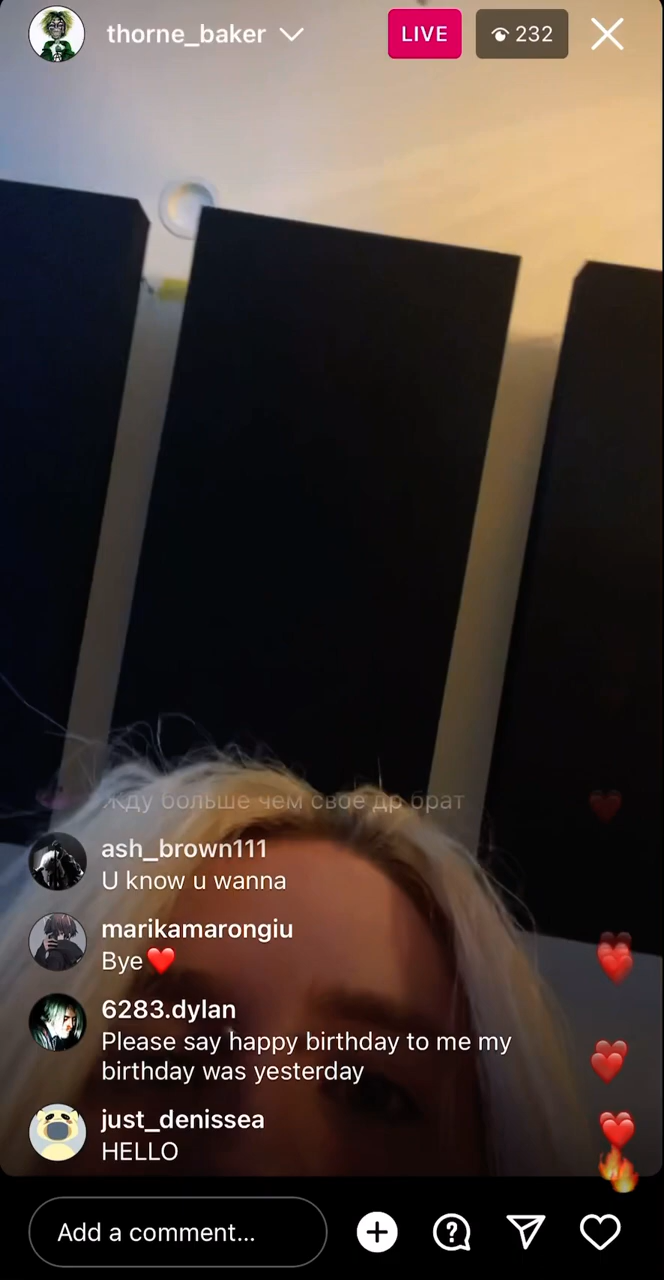 thorne_baker
LIVE
232
Жду больше чем свое др брат
ash_brown111
U know u wanna
marikamarongiu
Bye❤️
6283.dylan
Please say happy birthday to me my
birthday was yesterday
just_denissea
HELLO
Add a comment...